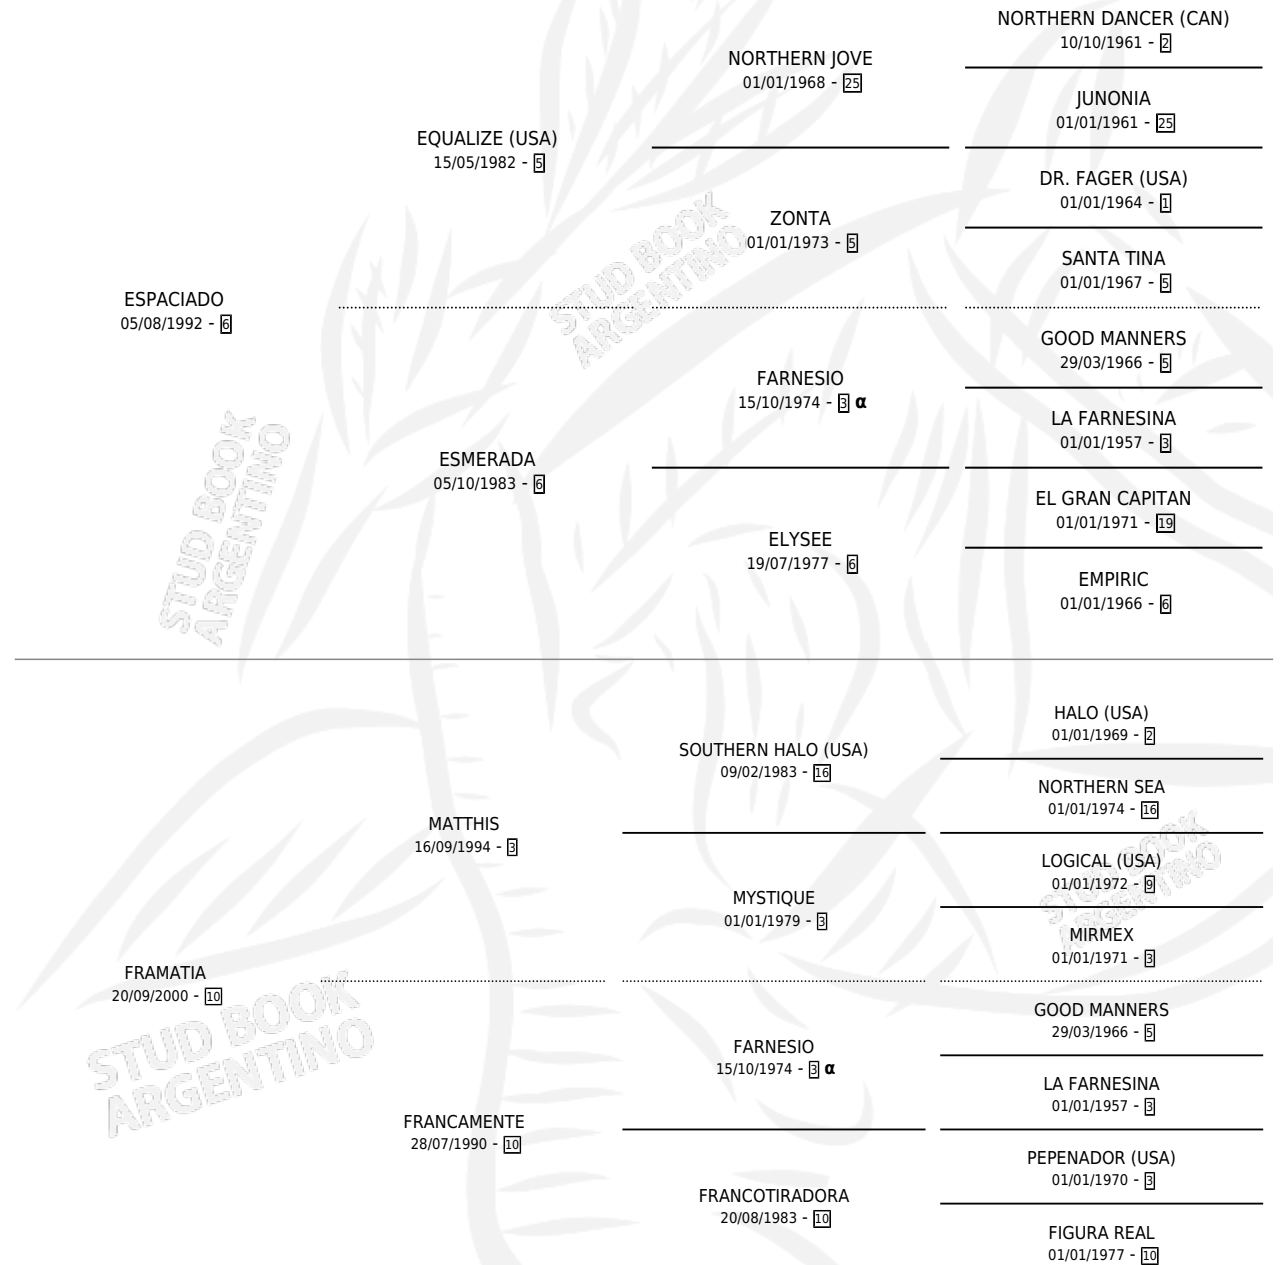 NORTHERN DANCER (CAN)
10/10/1961 - 2
NORTHERN JOVE
01/01/1968 - 25
JUNONIA
01/01/1961 - 25
EQUALIZE (USA)
15/05/1982 - 5
DR. FAGER (USA)
01/01/1964 - 1
ZONTA
01/01/1973 - 5
SANTA TINA
01/01/1967 - 5
ESPACIADO
05/08/1992 - 6
GOOD MANNERS
29/03/1966 - 5
FARNESIO
15/10/1974 - 3 α
LA FARNESINA
01/01/1957 - 3
ESMERADA
05/10/1983 - 6
EL GRAN CAPITAN
01/01/1971 - 19
ELYSEE
19/07/1977 - 6
EMPIRIC
01/01/1966 - 6
HALO (USA)
01/01/1969 - 2
SOUTHERN HALO (USA)
09/02/1983 - 16
NORTHERN SEA
01/01/1974 - 16
MATTHIS
16/09/1994 - 3
LOGICAL (USA)
01/01/1972 - 9
MYSTIQUE
01/01/1979 - 3
MIRMEX
01/01/1971 - 3
FRAMATIA
20/09/2000 - 10
GOOD MANNERS
29/03/1966 - 5
FARNESIO
15/10/1974 - 3 α
LA FARNESINA
01/01/1957 - 3
FRANCAMENTE
28/07/1990 - 10
PEPENADOR (USA)
01/01/1970 - 3
FRANCOTIRADORA
20/08/1983 - 10
FIGURA REAL
01/01/1977 - 10
STUD BOOK
ARGENTINO
STUD BOOK
ARGENTINO
STUD BOOK
ARGENTINO
STUD BOOK
ARGENTINO